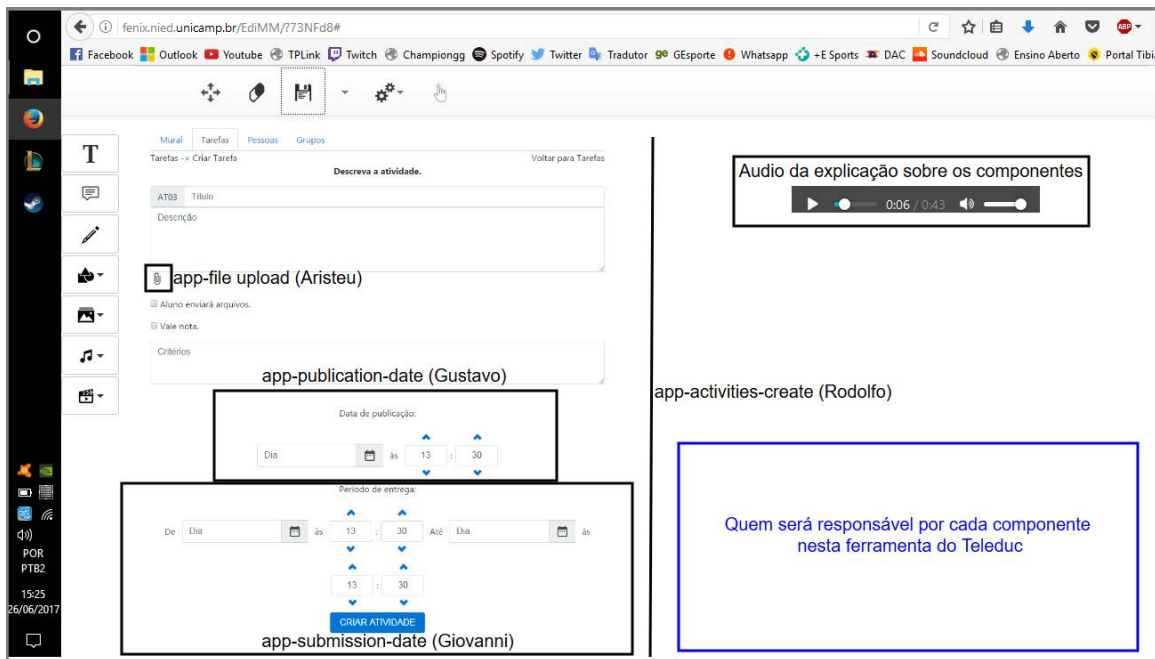 fenix.nied.unicamp.br/EdiMM/?73NFd8#
Facebook Outlook Youtube TPLink Twitch Championgg Spotify Twitter Tradutor ge GEsporte Whatsapp +E Sports DAC Soundcloud Ensino Aberto Portal Tibi
ABP
T
Mural Tarefas Pessoas Grupos
Tarefas -> Criar Tarefa Voltar para Tarefas
Descreva a atividade.
AT03 Título
Descrição
app-file upload (Aristeu)
Aluno enviará arquivos.
Vale nota.
Critérios
app-publication-date (Gustavo)
Data de publicação:
Dia às 13 : 30
Período de entrega:
De Dia às 13 : 30 Até Dia às
13 : 30
CRIAR ATIVIDADE
app-submission-date (Giovanni)
Audio da explicação sobre os componentes
0:06 / 0:43
app-activities-create (Rodolfo)
Quem será responsável por cada componente
nesta ferramenta do Teleduc
POR
PTB2
15:25
26/06/2017